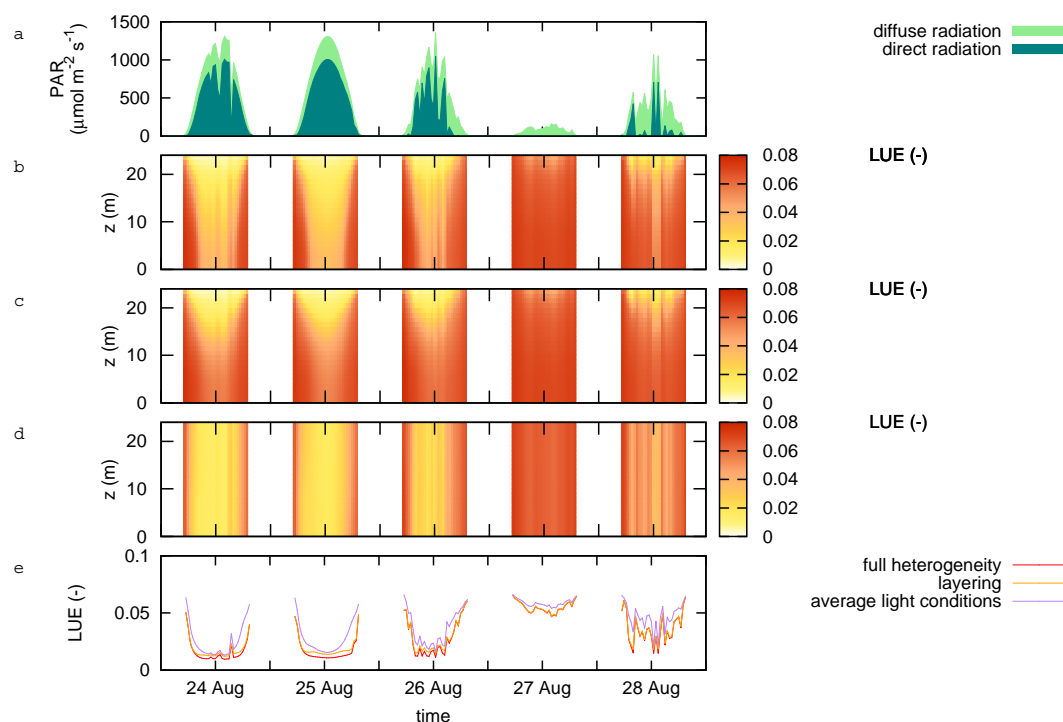 a
PAR
(μmol m-2 s-1)
1500
1000
500
0
diffuse radiation
direct radiation
b
z (m)
20
10
0
0.08
0.06
0.04
0.02
0
LUE (-)
c
z (m)
20
10
0
0.08
0.06
0.04
0.02
0
LUE (-)
d
z (m)
20
10
0
0.08
0.06
0.04
0.02
0
LUE (-)
e
LUE (-)
0.1
0.05
0
full heterogeneity
layering
average light conditions
24 Aug 25 Aug 26 Aug 27 Aug 28 Aug
time